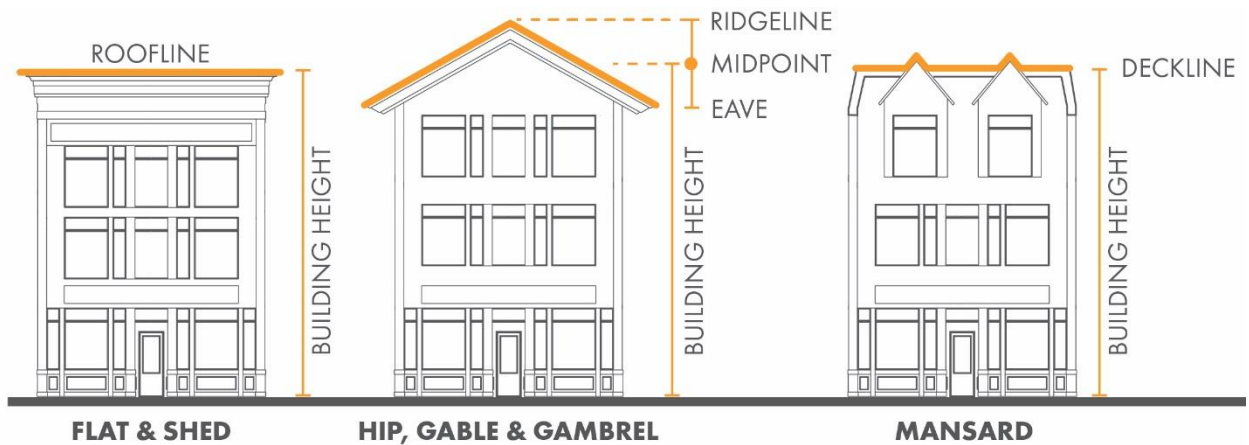 ROOFLINE
BUILDING HEIGHT
FLAT & SHED
RIDGELINE
MIDPOINT
EAVE
BUILDING HEIGHT
HIP, GABLE & GAMBREL
DECKLINE
BUILDING HEIGHT
MANSARD